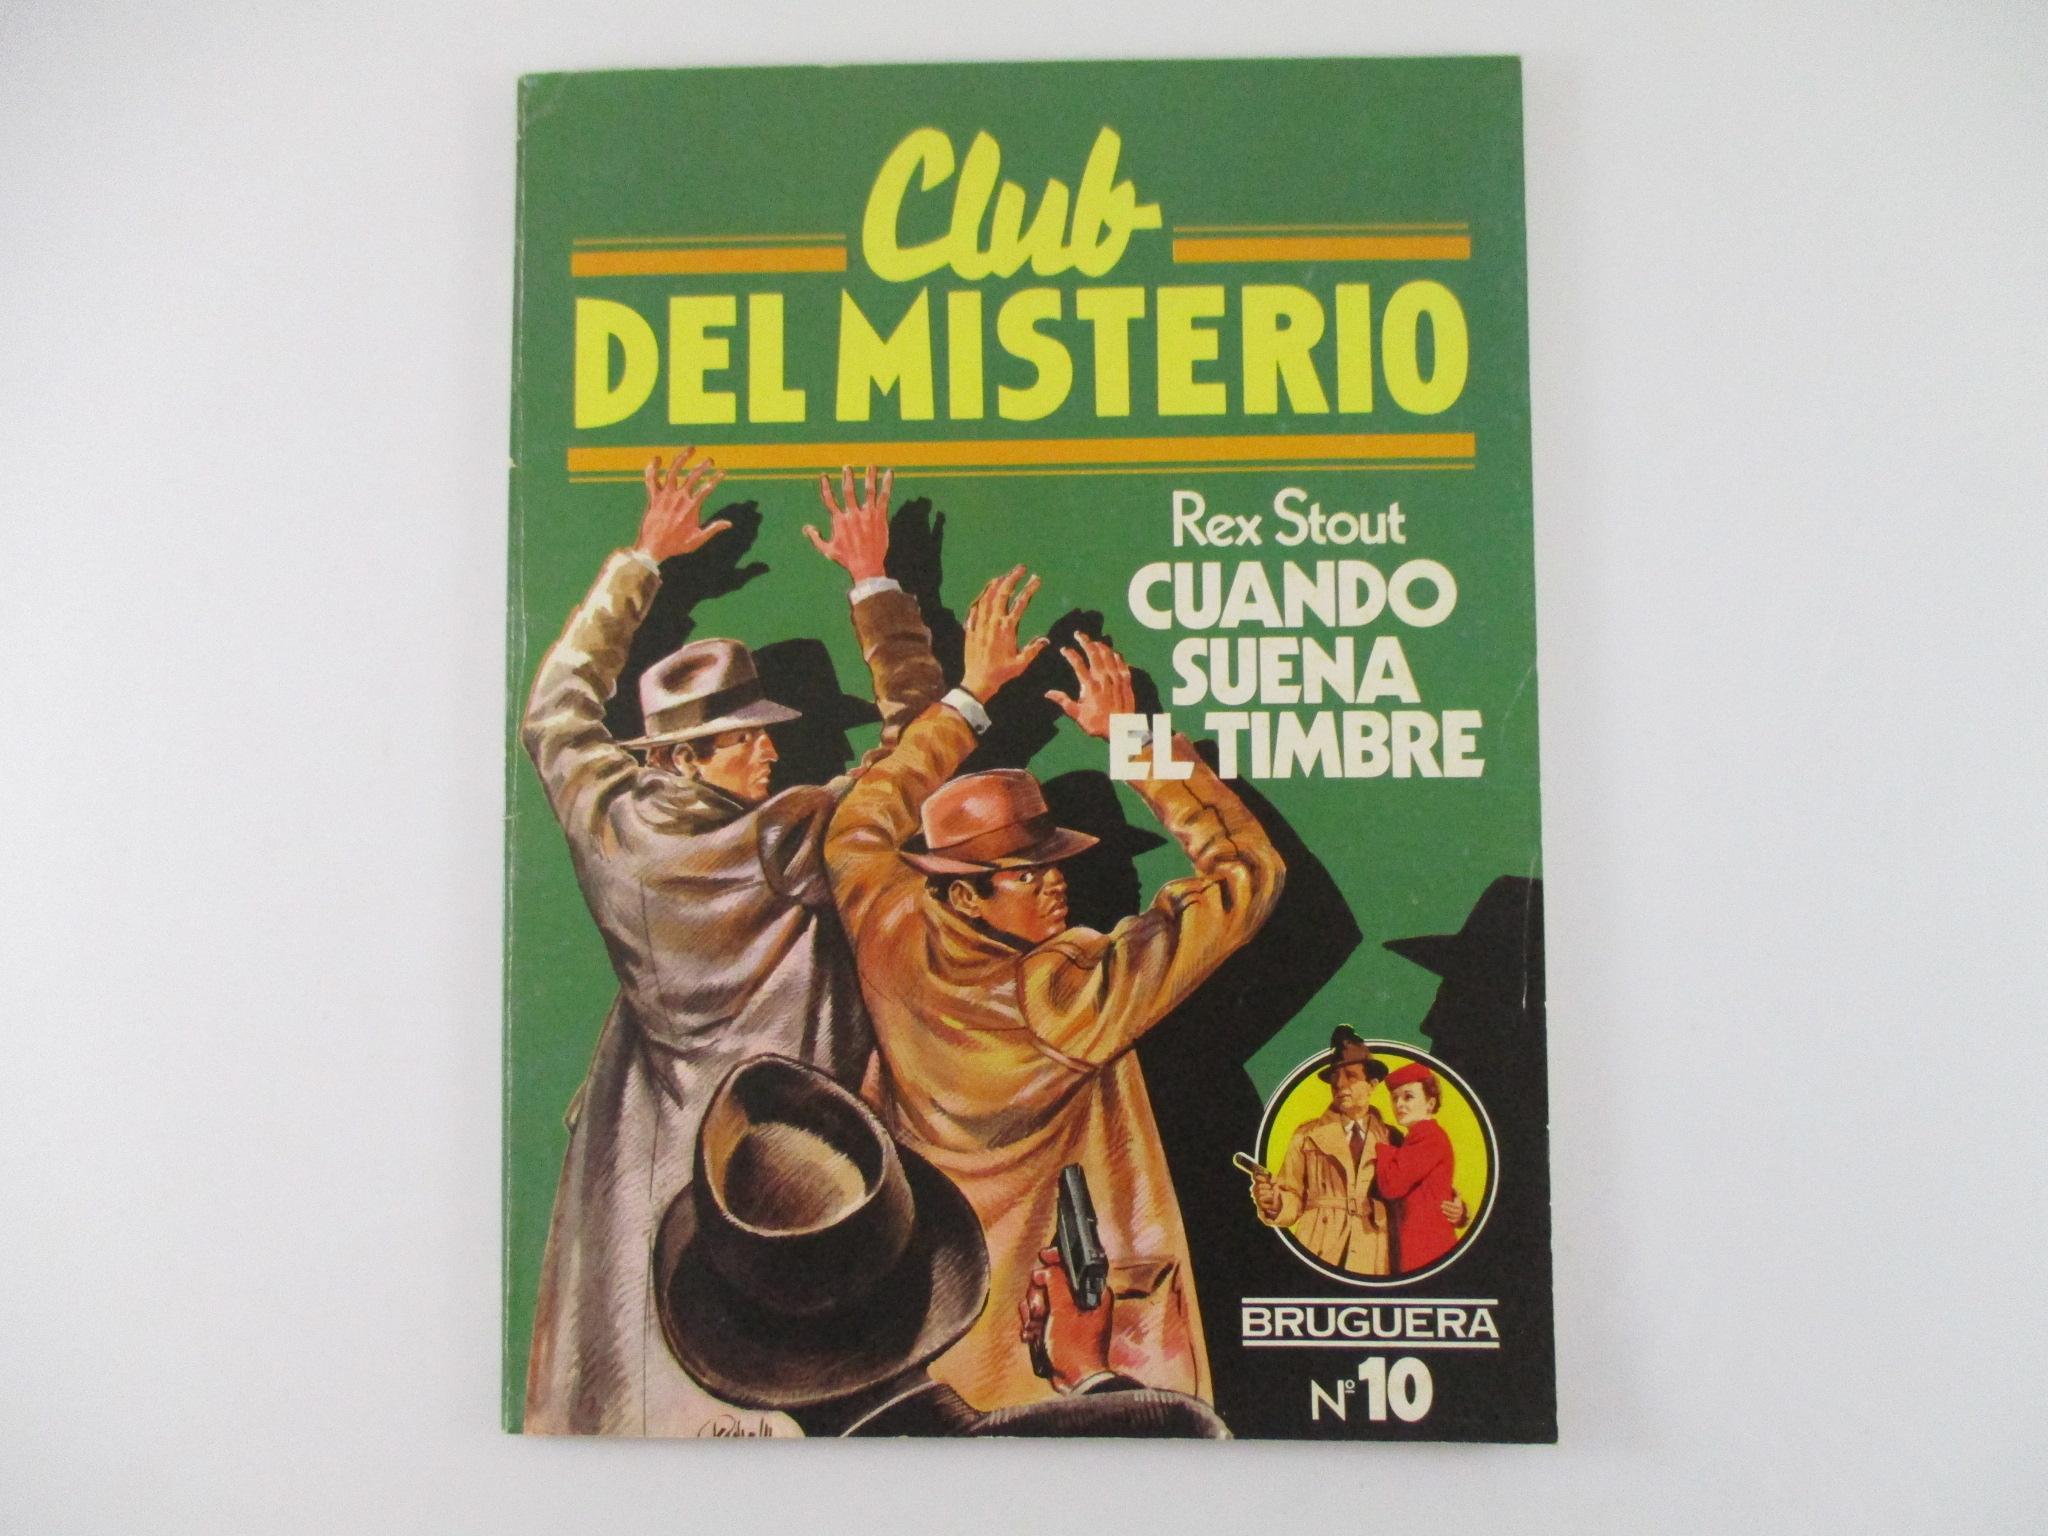 Club
DEL MISTERIO
Rex Stout
CUANDO
SUENA
EL TIMBRE
BRUGUERA
Nº 10